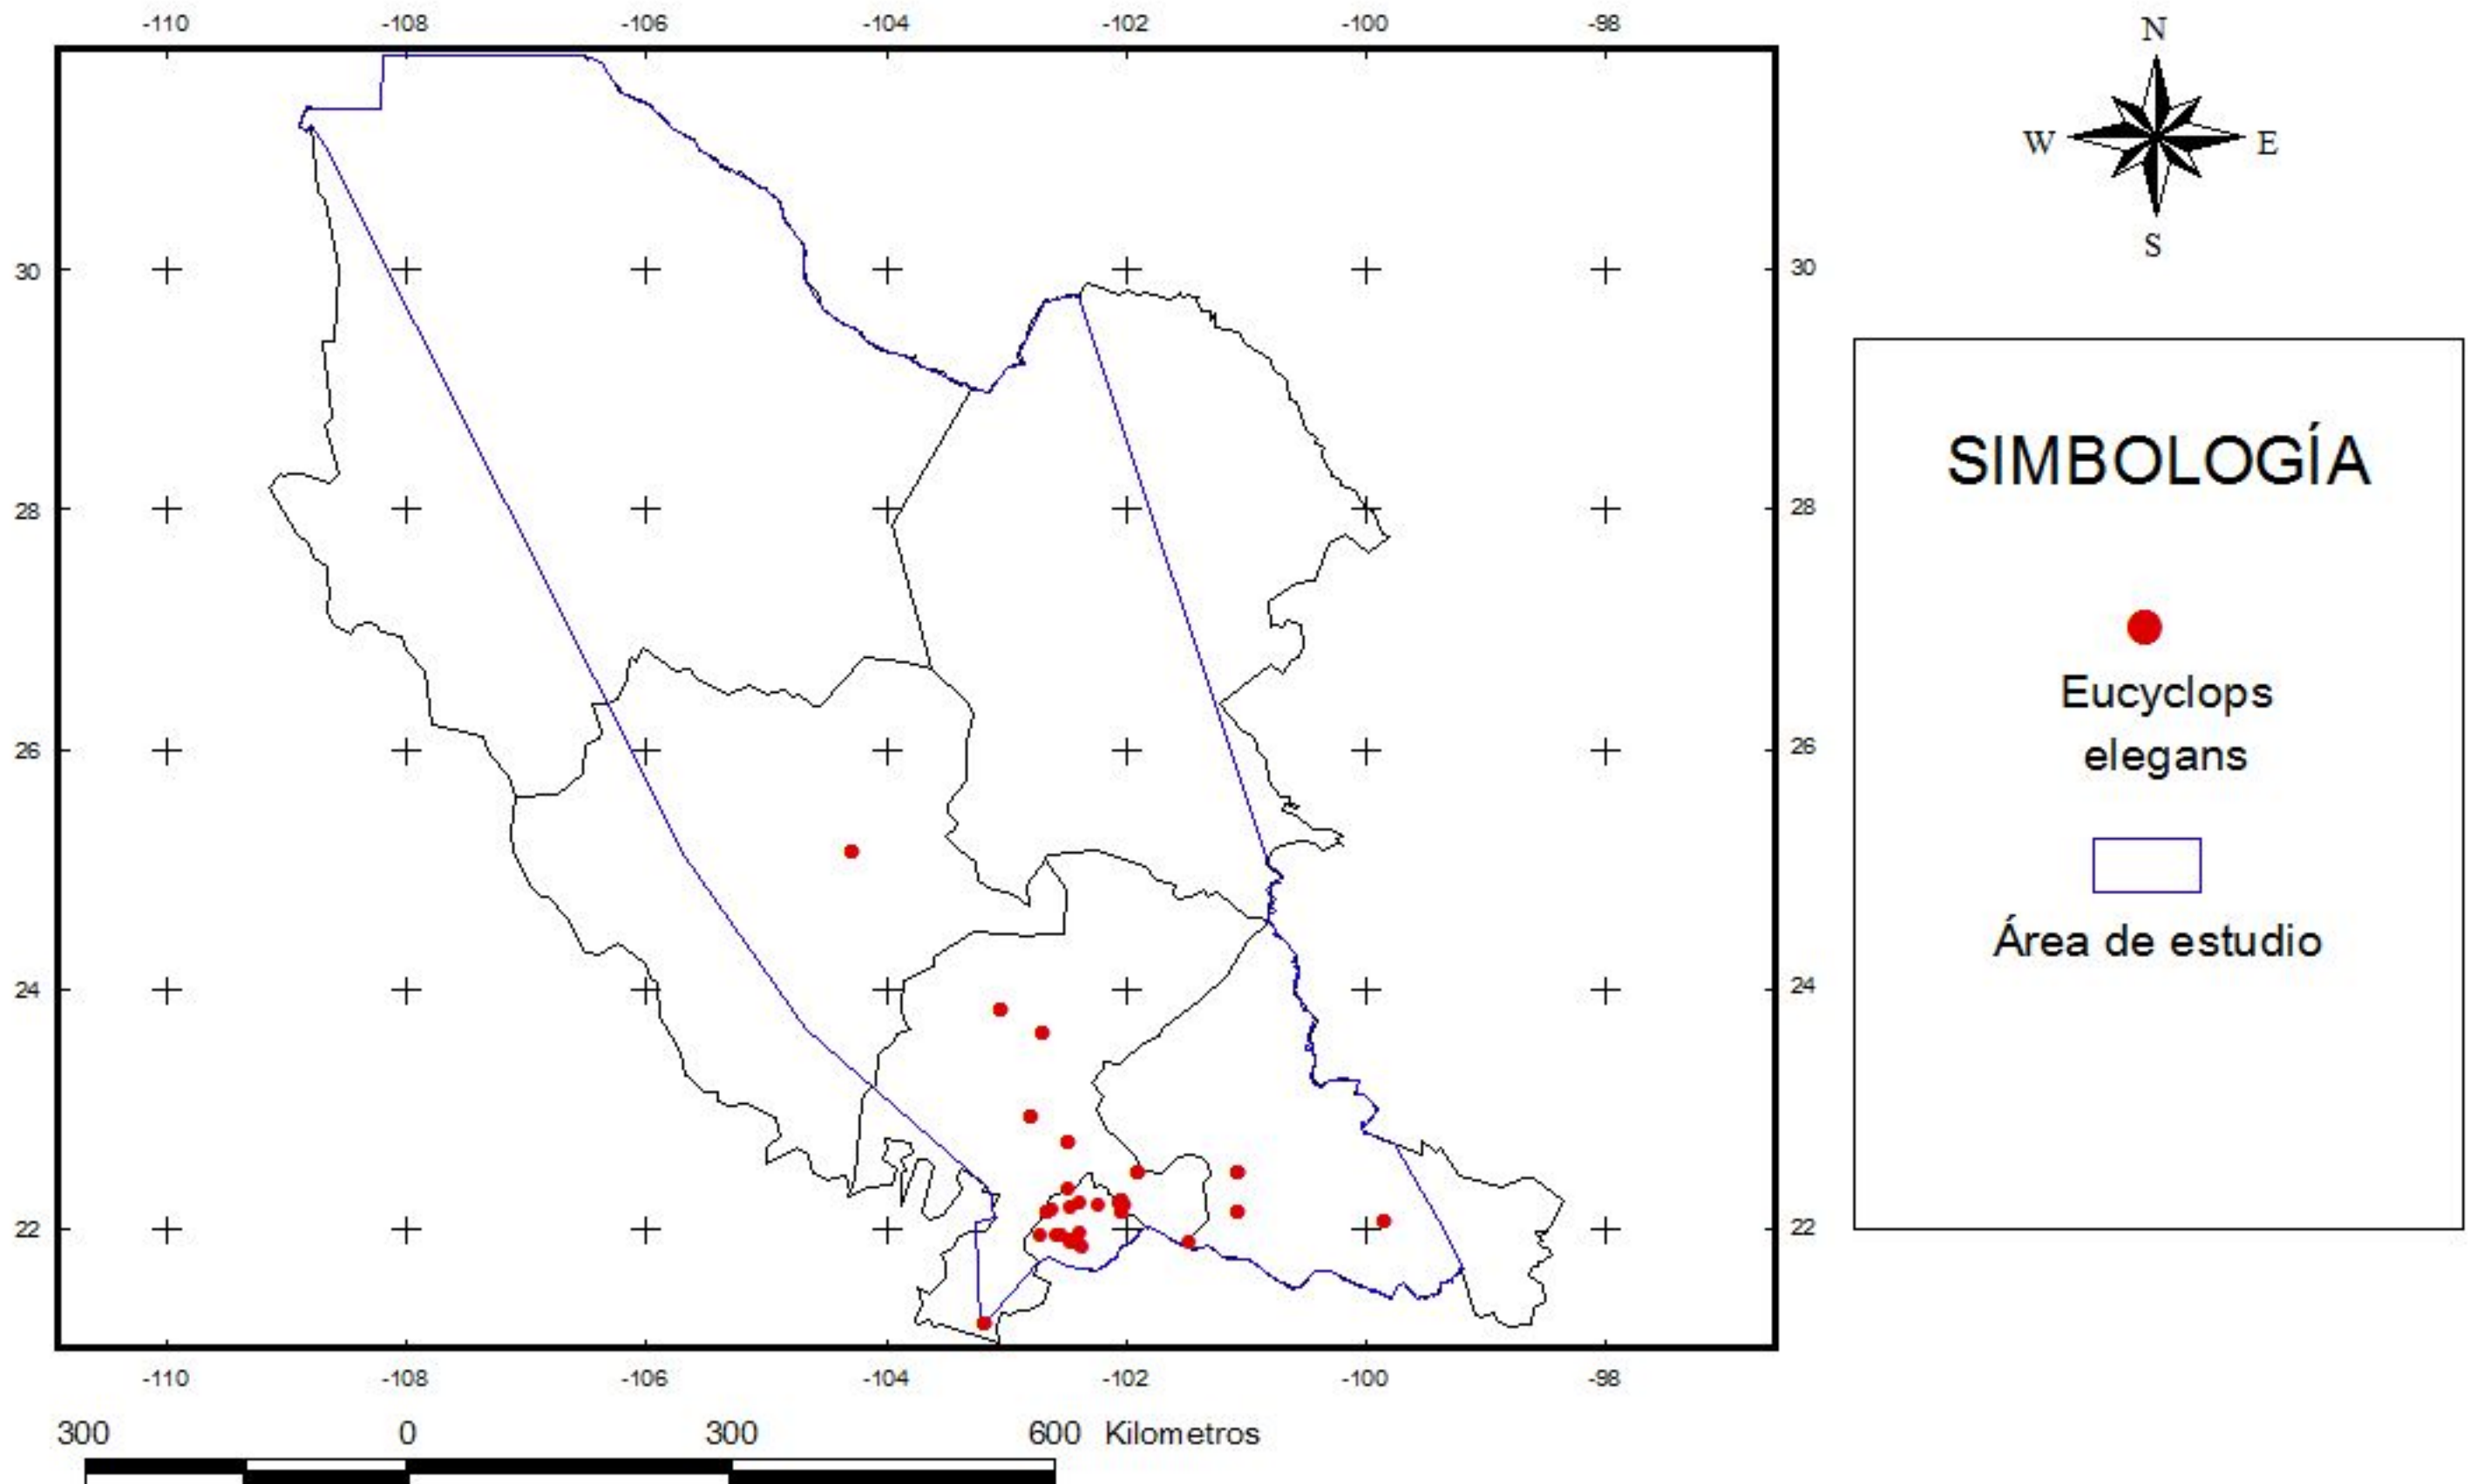 -110 -108 -106 -104 -102 -100 -98
N
W E
S
30 30
28 28
26 26
24 24
22 22
-110 -108 -106 -104 -102 -100 -98
300 0 300 600 Kilometros
SIMBOLOGÍA
Eucyclops
elegans
Área de estudio